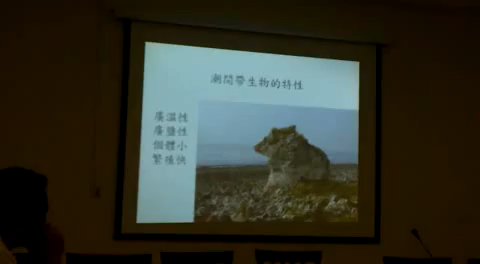 潮間帶生物的特性
廣溫性
廣鹽性
個體小
繁殖快